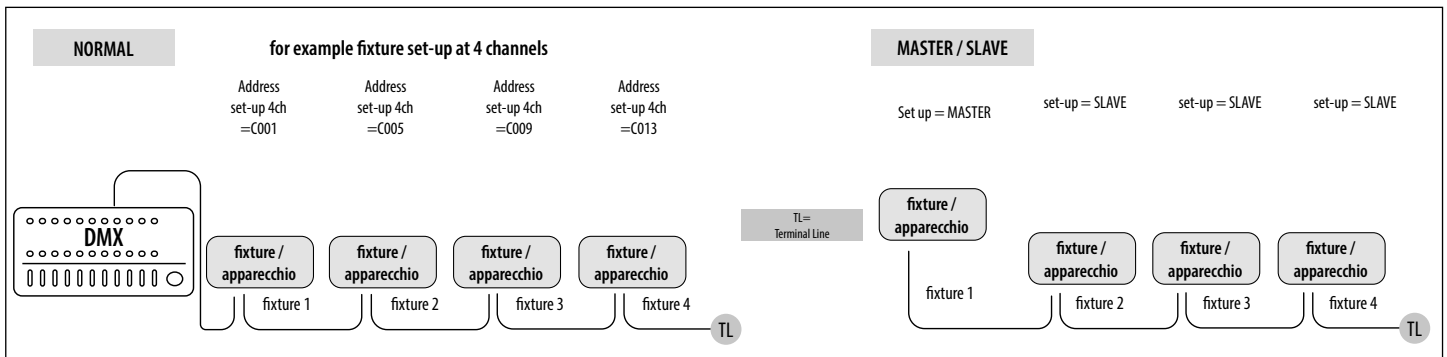 NORMAL
for example fixture set-up at 4 channels
Address
set-up 4ch
=C001
Address
set-up 4ch
=C005
Address
set-up 4ch
=C009
Address
set-up 4ch
=C013
DMX
fixture /
apparecchio
fixture /
apparecchio
fixture /
apparecchio
fixture /
apparecchio
fixture 1
fixture 2
fixture 3
fixture 4
TL
TL=
Terminal Line
MASTER / SLAVE
Set up = MASTER
set-up = SLAVE
set-up = SLAVE
set-up = SLAVE
fixture /
apparecchio
fixture /
apparecchio
fixture /
apparecchio
fixture /
apparecchio
fixture 1
fixture 2
fixture 3
fixture 4
TL